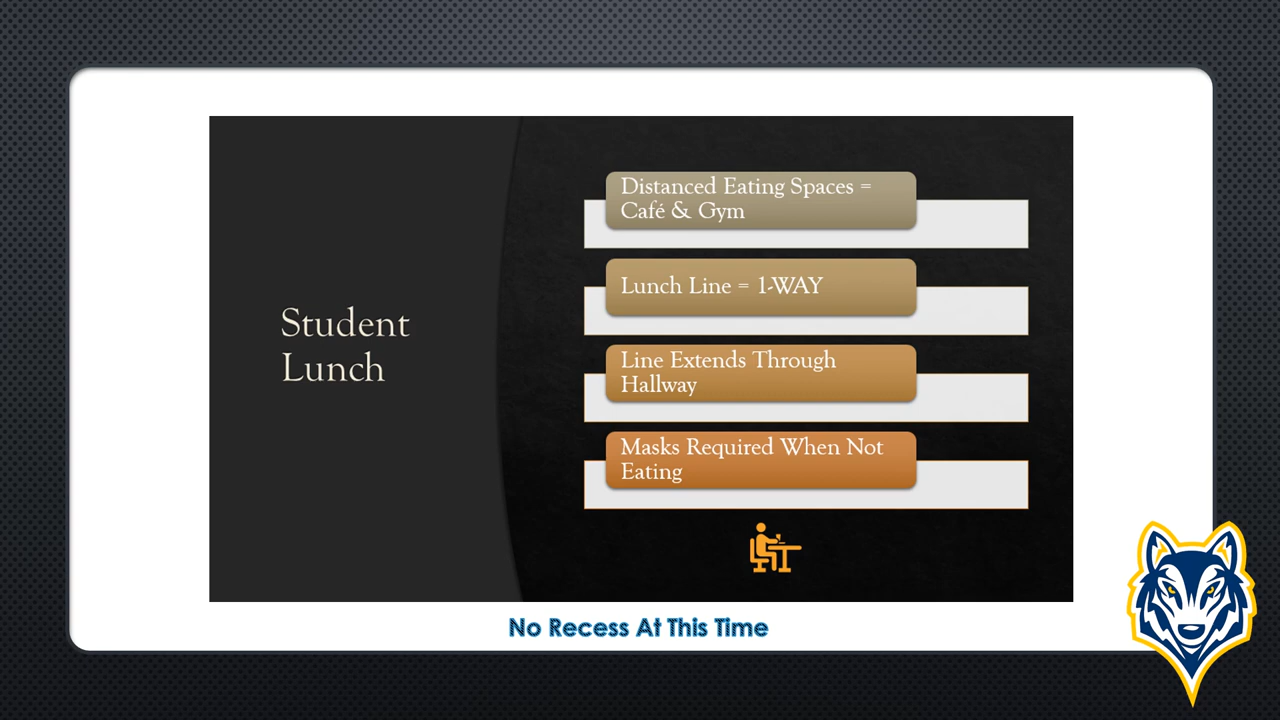 Student
Lunch
Distanced Eating Spaces =
Café & Gym
Lunch Line = 1-WAY
Line Extends Through
Hallway
Masks Required When Not
Eating
No Recess At This Time